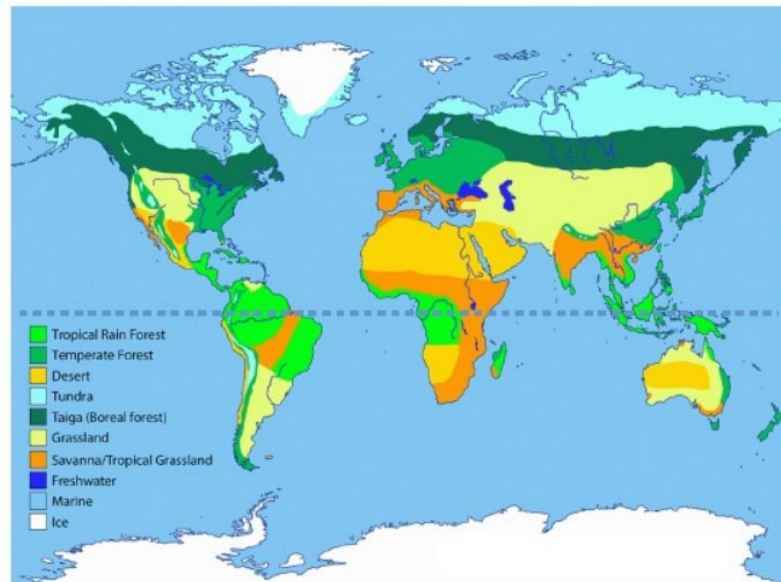 Tropical Rain Forest
Temperate Forest
Desert
Tundra
Taiga (Boreal forest)
Grassland
Savanna/Tropical Grassland
Freshwater
Marine
Ice